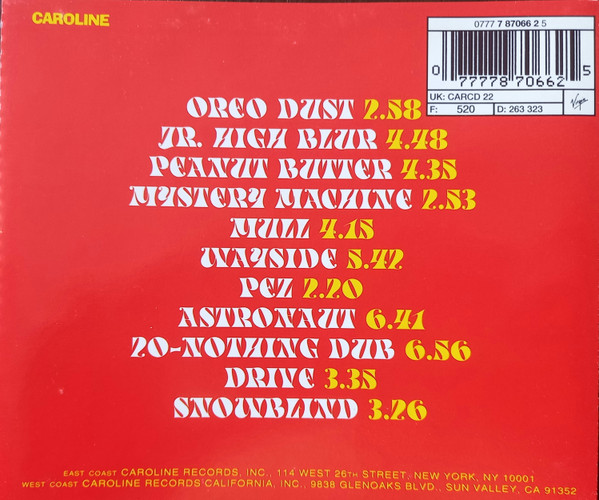 CAROLINE
0777 7 87066 2 5
0 77778 70662 5
UK: CARCD 22
F: 520 D: 263 323 Virgin
OREO DUST 2.58
JR. HIGH BLUR 4.48
PEANUT BUTTER 4.35
MYSTERY MACHINE 2.53
MULL 4.15
WAYSIDE 5.42
PEZ 2.20
ASTRONAUT 6.41
20-NOTHING DUB 6.56
DRIVE 3.35
SNOWBLIND 3.26
EAST COAST CAROLINE RECORDS, INC., 114 WEST 26TH STREET, NEW YORK, NY 10001
WEST COAST CAROLINE RECORDS CALIFORNIA, INC., 9838 GLENOAKS BLVD., SUN VALLEY, CA 91352